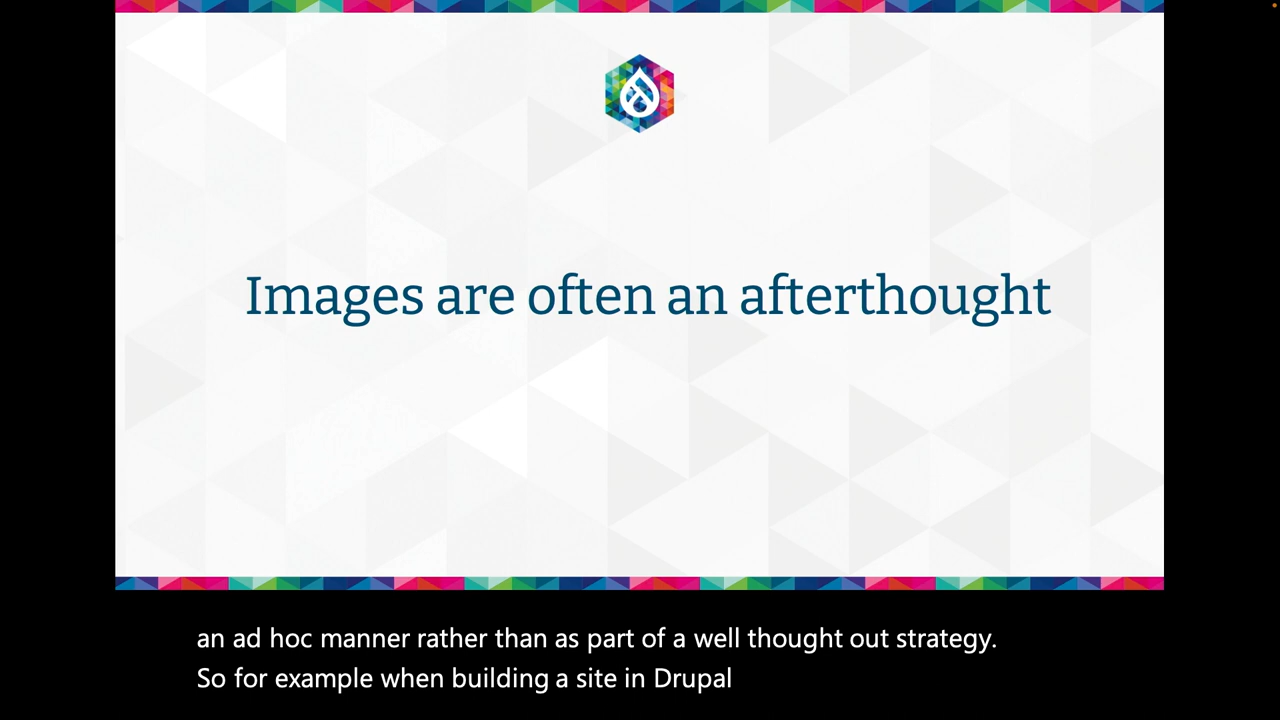 Images are often an afterthought
an ad hoc manner rather than as part of a well thought out strategy.
So for example when building a site in Drupal